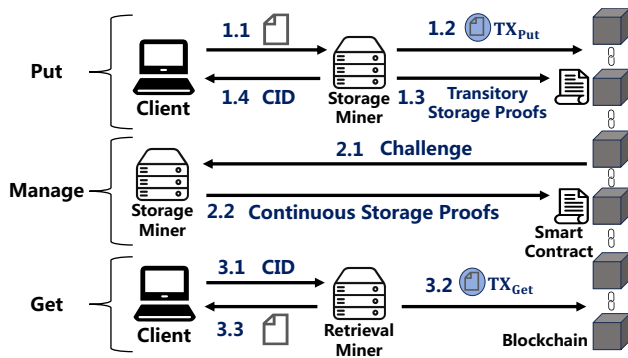 Put
1.1
1.2 TX_Put
1.4 CID
1.3 Transitory
Storage Proofs
Client
Storage
Miner
Manage
2.1 Challenge
2.2 Continuous Storage Proofs
Storage
Miner
Smart
Contract
Get
3.1 CID
3.2 TX_Get
3.3
Client
Retrieval
Miner
Blockchain